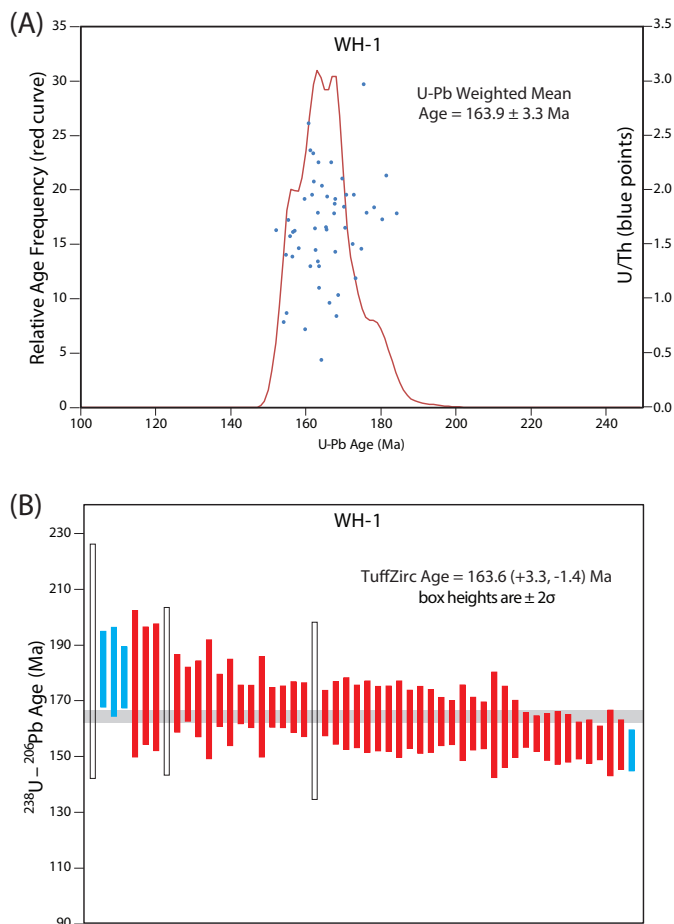 (A)
WH-1
U-Pb Weighted Mean
Age = 163.9 ± 3.3 Ma
Relative Age Frequency (red curve)
35
30
25
20
15
10
5
0
3.5
3.0
2.5
2.0
1.5
1.0
0.5
0.0
U/Th (blue points)
100 120 140 160 180 200 220 240
U-Pb Age (Ma)
(B)
WH-1
TuffZirc Age = 163.6 (+3.3, -1.4) Ma
box heights are ± 2σ
²³⁸U – ²⁰⁶Pb Age (Ma)
230
210
190
170
150
130
110
90